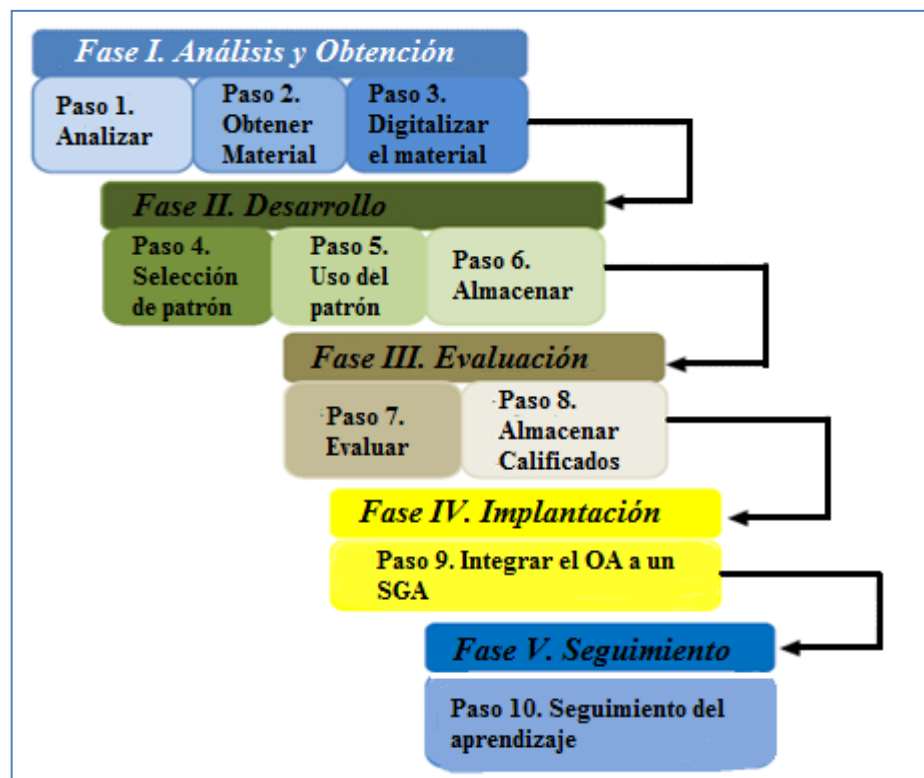 Fase I. Análisis y Obtención
Paso 1.
Analizar
Paso 2.
Obtener
Material
Paso 3.
Digitalizar
el material
Fase II. Desarrollo
Paso 4.
Selección
de patrón
Paso 5.
Uso del
patrón
Paso 6.
Almacenar
Fase III. Evaluación
Paso 7.
Evaluar
Paso 8.
Almacenar
Calificados
Fase IV. Implantación
Paso 9. Integrar el OA a un
SGA
Fase V. Seguimiento
Paso 10. Seguimiento del
aprendizaje